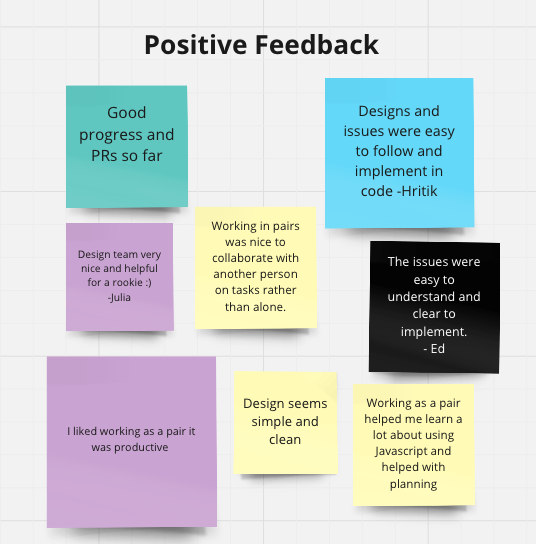 Positive Feedback
Good
progress and
PRs so far
Designs and
issues were easy
to follow and
implement in
code -Hritik
Design team very
nice and helpful
for a rookie :)
-Julia
Working in pairs
was nice to
collaborate with
another person
on tasks rather
than alone.
The issues were
easy to
understand and
clear to
implement.
- Ed
I liked working as a pair it
was productive
Design seems
simple and
clean
Working as a pair
helped me learn a
lot about using
Javascript and
helped with
planning